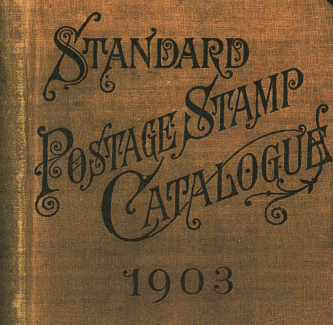 STANDARD
POSTAGE STAMP
CATALOGUE
1903